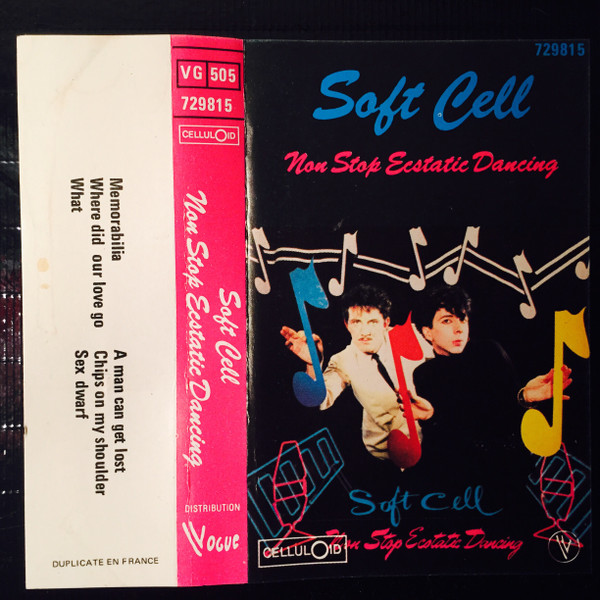 Memorabilia
Where did our love go
What
A man can get lost
Chips on my shoulder
Sex dwarf
DUPLICATE EN FRANCE
VG 505
729815
CELLULOID
Soft Cell
Non Stop Ecstatic Dancing
DISTRIBUTION
VOGUE
729815
Soft Cell
Non Stop Ecstatic Dancing
Soft Cell
Non Stop Ecstatic Dancing
CELLULOID
V